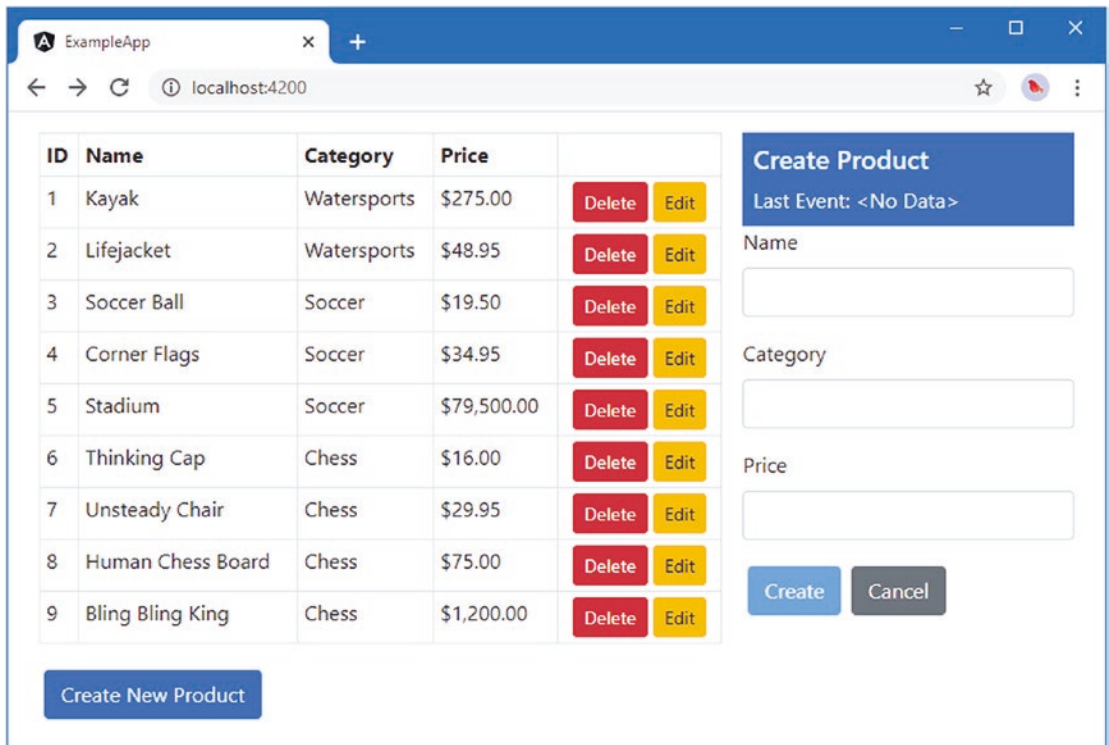 ExampleApp
localhost:4200
ID Name Category Price
1 Kayak Watersports $275.00 Delete Edit
2 Lifejacket Watersports $48.95 Delete Edit
3 Soccer Ball Soccer $19.50 Delete Edit
4 Corner Flags Soccer $34.95 Delete Edit
5 Stadium Soccer $79,500.00 Delete Edit
6 Thinking Cap Chess $16.00 Delete Edit
7 Unsteady Chair Chess $29.95 Delete Edit
8 Human Chess Board Chess $75.00 Delete Edit
9 Bling Bling King Chess $1,200.00 Delete Edit
Create New Product
Create Product
Last Event: <No Data>
Name
Category
Price
Create Cancel